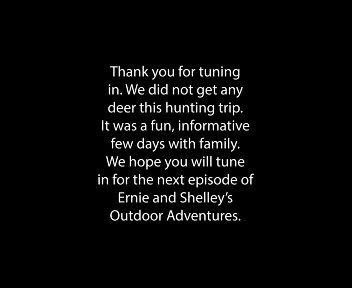 Thank you for tuning
in. We did not get any
deer this hunting trip.
It was a fun, informative
few days with family.
We hope you will tune
in for the next episode of
Ernie and Shelley’s
Outdoor Adventures.